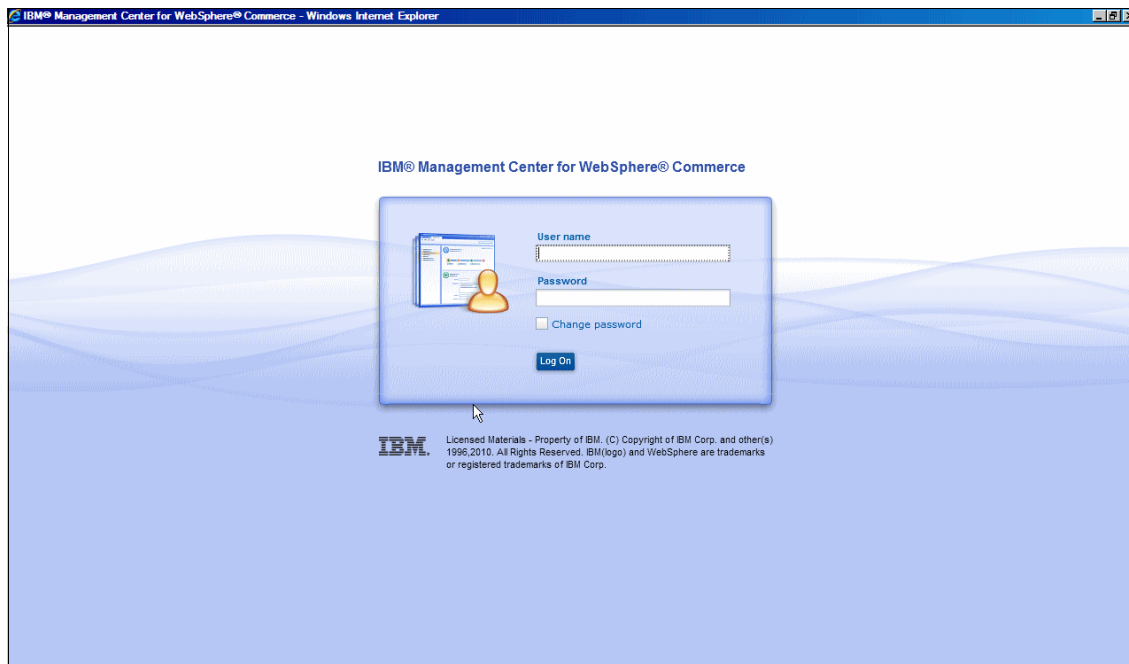 IBM® Management Center for WebSphere® Commerce - Windows Internet Explorer
IBM® Management Center for WebSphere® Commerce
User name
Password
Change password
Log On
IBM.
Licensed Materials - Property of IBM. (C) Copyright of IBM Corp. and other(s)
1996,2010. All Rights Reserved. IBM(logo) and WebSphere are trademarks
or registered trademarks of IBM Corp.